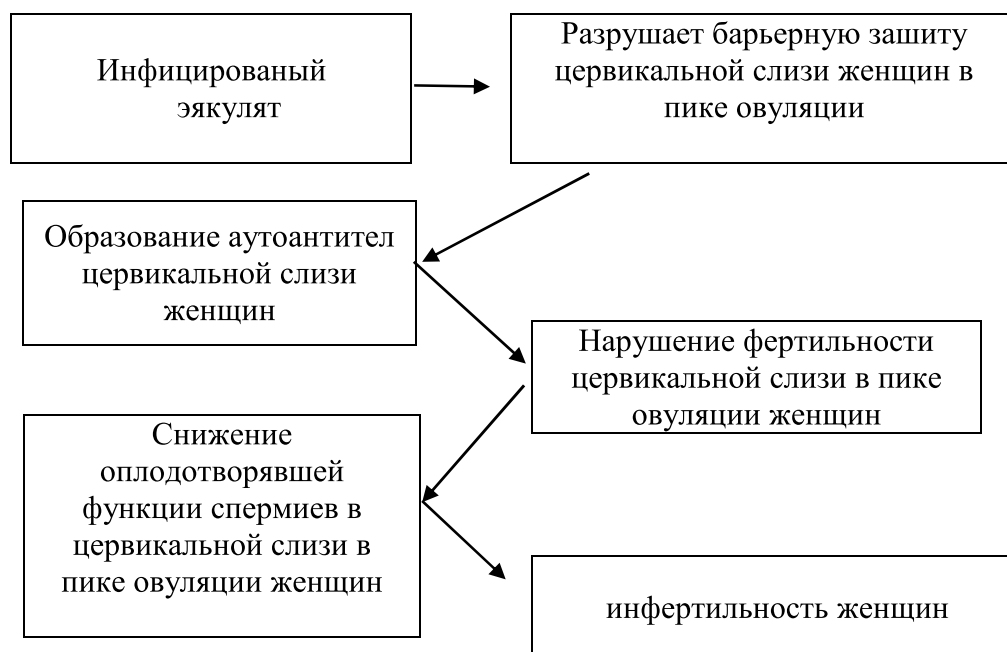 Инфицированый
эякулят
Разрушает барьерную зашиту
цервикальной слизи женщин в
пике овуляции
Образование аутоантител
цервикальной слизи
женщин
Нарушение фертильности
цервикальной слизи в пике
овуляции женщин
Снижение
оплодотворявшей
функции спермиев в
цервикальной слизи в
пике овуляции женщин
инфертильность женщин